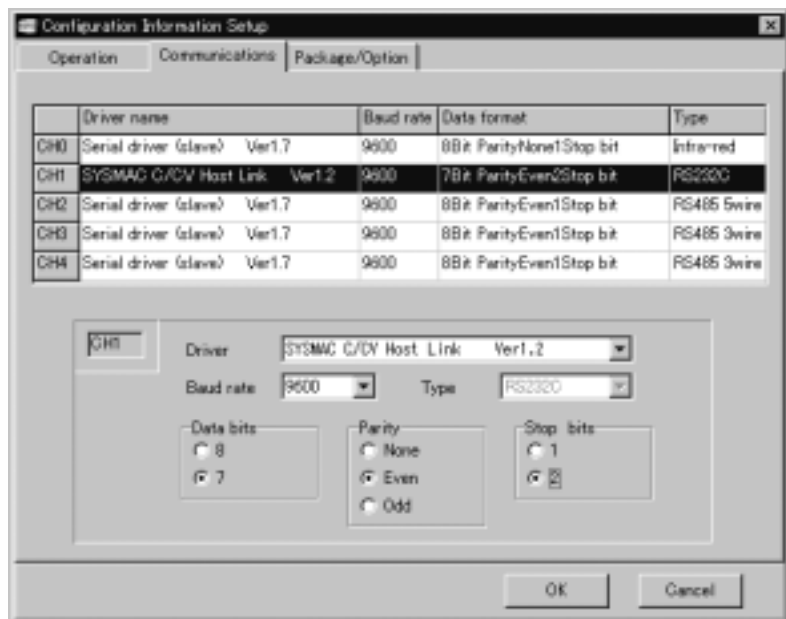 Configuration Information Setup
Operation Communications Package/Option
Driver name Baud rate Data format Type
CH0 Serial driver (slave) Ver1.7 9600 8Bit ParityNone1Stop bit Infra-red
CH1 SYSMAC C/CV Host Link Ver1.2 9600 7Bit ParityEven2Stop bit RS232C
CH2 Serial driver (slave) Ver1.7 9600 8Bit ParityEven1Stop bit RS485 5wire
CH3 Serial driver (slave) Ver1.7 9600 8Bit ParityEven1Stop bit RS485 3wire
CH4 Serial driver (slave) Ver1.7 9600 8Bit ParityEven1Stop bit RS485 3wire
CH1
Driver SYSMAC C/CV Host Link Ver1.2
Baud rate 9600 Type RS232C
Data bits Parity Stop bits
8 None 1
7 Even 2
Odd
OK Cancel